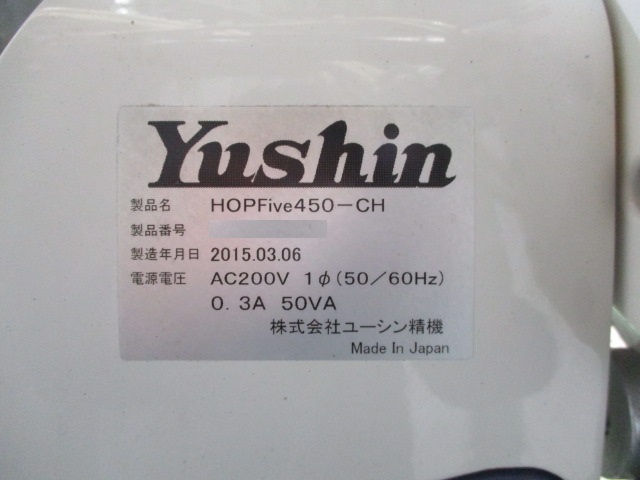 Yushin
製品名 HOPFive450-CH
製品番号
製造年月日 2015.03.06
電源電圧 AC200V 1φ(50/60Hz)
0.3A 50VA
株式会社ユーシン精機
Made In Japan